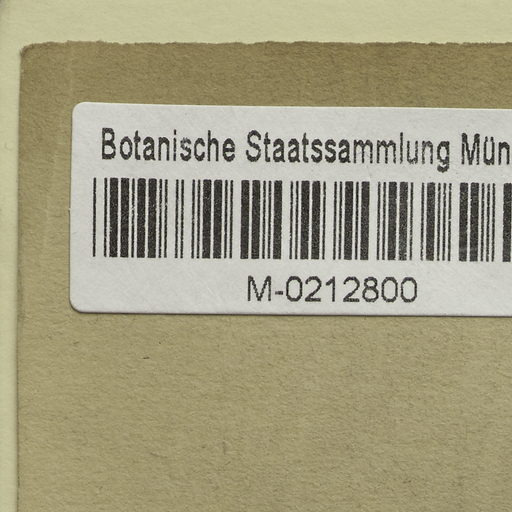 Botanische Staatssammlung Mün
M-0212800